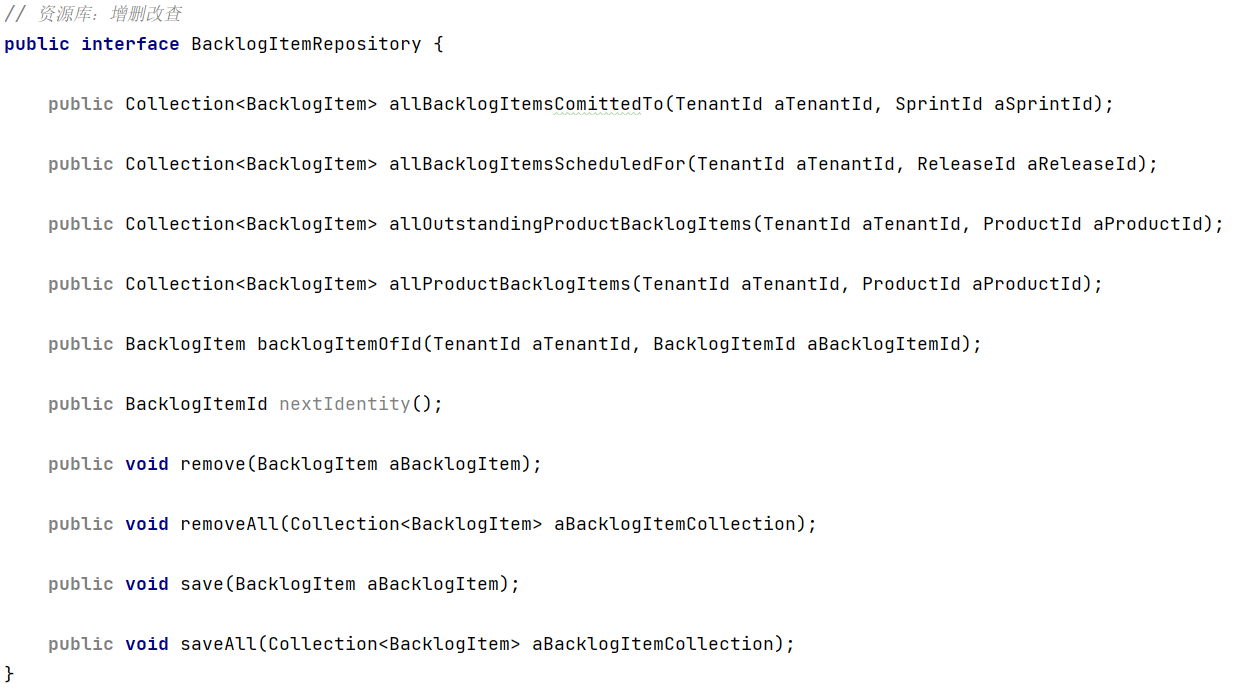 // 资源库：增删改查
public interface BacklogItemRepository {
public Collection<BacklogItem> allBacklogItemsComittedTo(TenantId aTenantId, SprintId aSprintId);
public Collection<BacklogItem> allBacklogItemsScheduledFor(TenantId aTenantId, ReleaseId aReleaseId);
public Collection<BacklogItem> allOutstandingProductBacklogItems(TenantId aTenantId, ProductId aProductId);
public Collection<BacklogItem> allProductBacklogItems(TenantId aTenantId, ProductId aProductId);
public BacklogItem backlogItemOfId(TenantId aTenantId, BacklogItemId aBacklogItemId);
public BacklogItemId nextIdentity();
public void remove(BacklogItem aBacklogItem);
public void removeAll(Collection<BacklogItem> aBacklogItemCollection);
public void save(BacklogItem aBacklogItem);
public void saveAll(Collection<BacklogItem> aBacklogItemCollection);
}